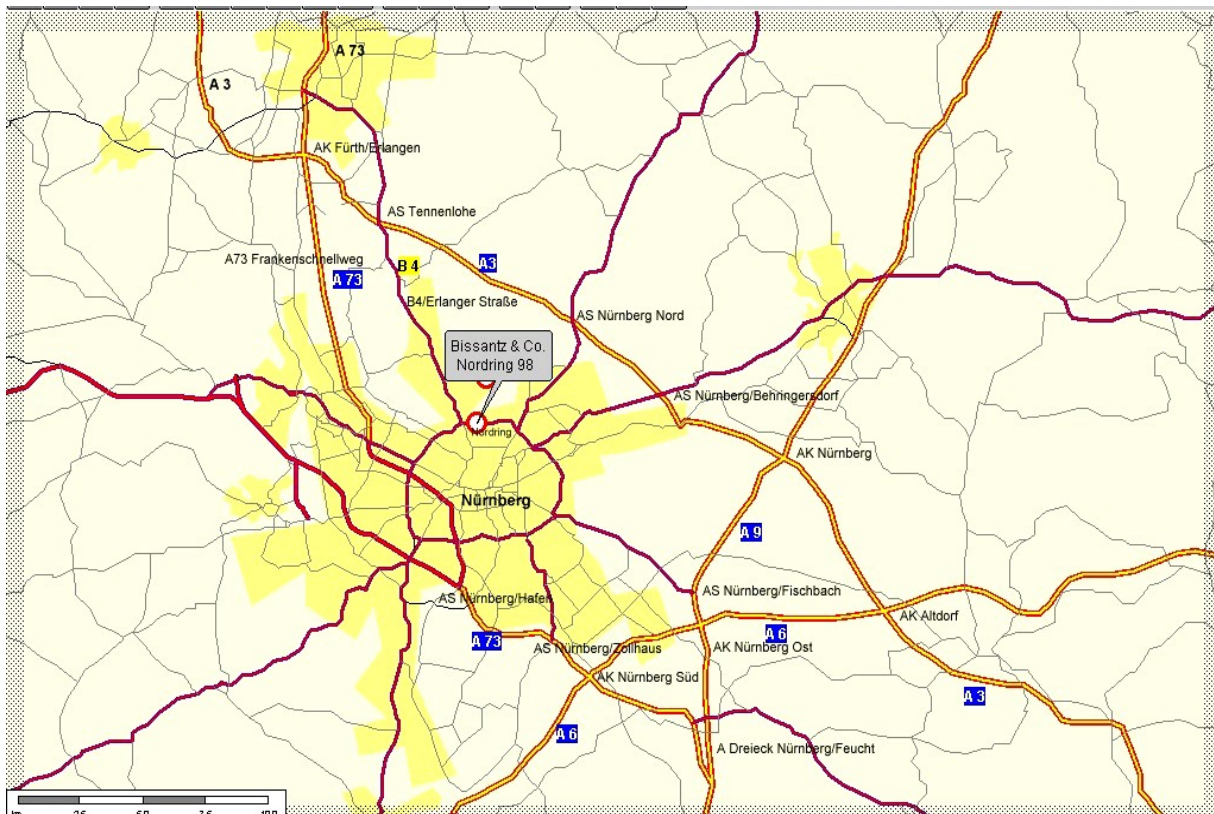 A 73
A 3
AK Fürth/Erlangen
AS Tennenlohe
A73 Frankenschnellweg
B 4
A3
A 73
B4/Erlanger Straße
AS Nürnberg Nord
Bissantz & Co.
Nordring 98
AS Nürnberg/Behringersdorf
Nordring
AK Nürnberg
Nürnberg
A 9
AS Nürnberg/Fischbach
AS Nürnberg/Hafen
AK Altdorf
A 6
A 73
AS Nürnberg/Zollhaus
AK Nürnberg Ost
AK Nürnberg Süd
A 3
A 6
A Dreieck Nürnberg/Feucht